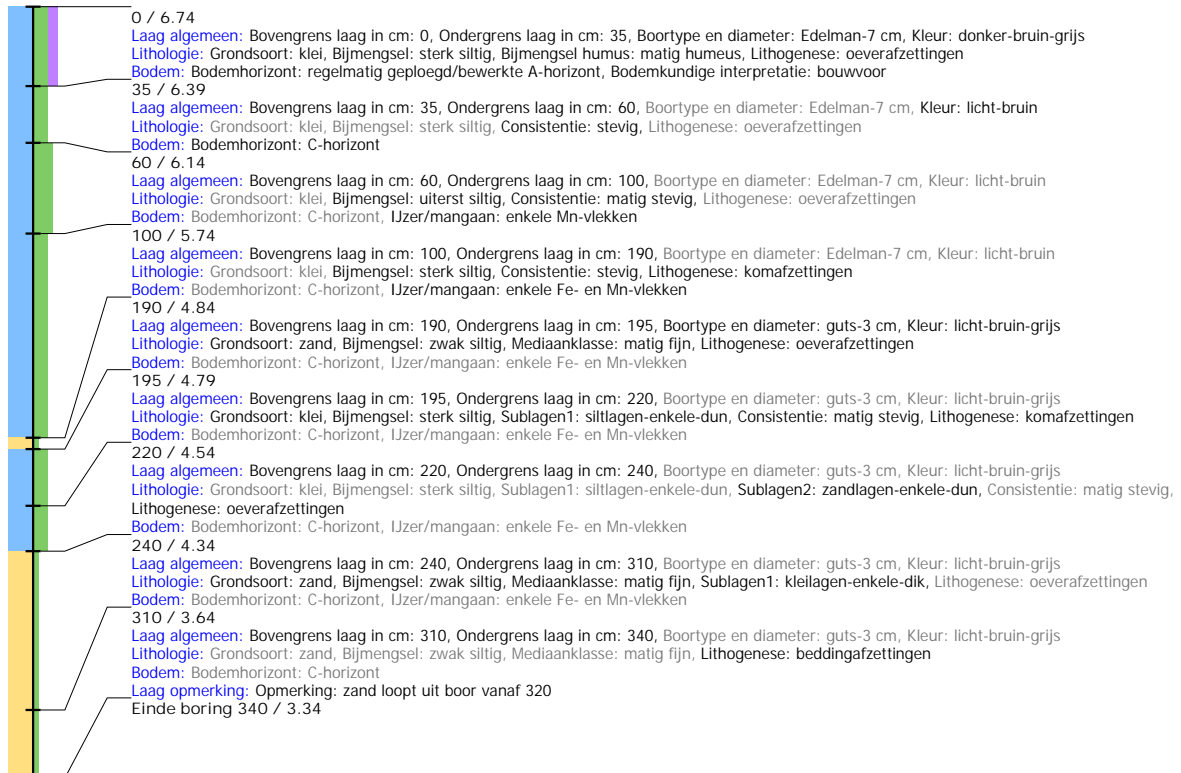 0 / 6.74
Laag algemeen: Bovengrens laag in cm: 0, Ondergrens laag in cm: 35, Boortype en diameter: Edelman-7 cm, Kleur: donker-bruin-grijs
Lithologie: Grondsoort: klei, Bijmengsel: sterk siltig, Bijmengsel humus: matig humeus, Lithogenese: oeverafzettingen
Bodem: Bodemhorizont: regelmatig geploegd/bewerkte A-horizont, Bodemkundige interpretatie: bouwvoor
35 / 6.39
Laag algemeen: Bovengrens laag in cm: 35, Ondergrens laag in cm: 60, Boortype en diameter: Edelman-7 cm, Kleur: licht-bruin
Lithologie: Grondsoort: klei, Bijmengsel: sterk siltig, Consistentie: stevig, Lithogenese: oeverafzettingen
Bodem: Bodemhorizont: C-horizont
60 / 6.14
Laag algemeen: Bovengrens laag in cm: 60, Ondergrens laag in cm: 100, Boortype en diameter: Edelman-7 cm, Kleur: licht-bruin
Lithologie: Grondsoort: klei, Bijmengsel: uiterst siltig, Consistentie: matig stevig, Lithogenese: oeverafzettingen
Bodem: Bodemhorizont: C-horizont, IJzer/mangaan: enkele Mn-vlekken
100 / 5.74
Laag algemeen: Bovengrens laag in cm: 100, Ondergrens laag in cm: 190, Boortype en diameter: Edelman-7 cm, Kleur: licht-bruin
Lithologie: Grondsoort: klei, Bijmengsel: sterk siltig, Consistentie: stevig, Lithogenese: komafzettingen
Bodem: Bodemhorizont: C-horizont, IJzer/mangaan: enkele Fe- en Mn-vlekken
190 / 4.84
Laag algemeen: Bovengrens laag in cm: 190, Ondergrens laag in cm: 195, Boortype en diameter: guts-3 cm, Kleur: licht-bruin-grijs
Lithologie: Grondsoort: zand, Bijmengsel: zwak siltig, Mediaanklasse: matig fijn, Lithogenese: oeverafzettingen
Bodem: Bodemhorizont: C-horizont, IJzer/mangaan: enkele Fe- en Mn-vlekken
195 / 4.79
Laag algemeen: Bovengrens laag in cm: 195, Ondergrens laag in cm: 220, Boortype en diameter: guts-3 cm, Kleur: licht-bruin-grijs
Lithologie: Grondsoort: klei, Bijmengsel: sterk siltig, Sublagen1: siltlagen-enkele-dun, Consistentie: matig stevig, Lithogenese: komafzettingen
Bodem: Bodemhorizont: C-horizont, IJzer/mangaan: enkele Fe- en Mn-vlekken
220 / 4.54
Laag algemeen: Bovengrens laag in cm: 220, Ondergrens laag in cm: 240, Boortype en diameter: guts-3 cm, Kleur: licht-bruin-grijs
Lithologie: Grondsoort: klei, Bijmengsel: sterk siltig, Sublagen1: siltlagen-enkele-dun, Sublagen2: zandlagen-enkele-dun, Consistentie: matig stevig,
Lithogenese: oeverafzettingen
Bodem: Bodemhorizont: C-horizont, IJzer/mangaan: enkele Fe- en Mn-vlekken
240 / 4.34
Laag algemeen: Bovengrens laag in cm: 240, Ondergrens laag in cm: 310, Boortype en diameter: guts-3 cm, Kleur: licht-bruin-grijs
Lithologie: Grondsoort: zand, Bijmengsel: zwak siltig, Mediaanklasse: matig fijn, Sublagen1: kleilagen-enkele-dik, Lithogenese: oeverafzettingen
Bodem: Bodemhorizont: C-horizont, IJzer/mangaan: enkele Fe- en Mn-vlekken
310 / 3.64
Laag algemeen: Bovengrens laag in cm: 310, Ondergrens laag in cm: 340, Boortype en diameter: guts-3 cm, Kleur: licht-bruin-grijs
Lithologie: Grondsoort: zand, Bijmengsel: zwak siltig, Mediaanklasse: matig fijn, Lithogenese: beddingafzettingen
Bodem: Bodemhorizont: C-horizont
Laag opmerking: Opmerking: zand loopt uit boor vanaf 320
Einde boring 340 / 3.34